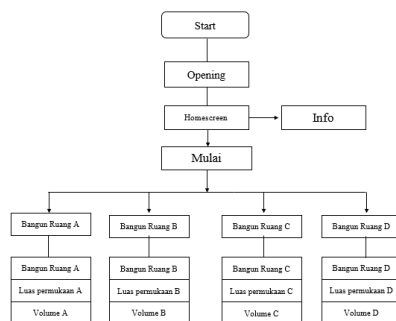 Start
Opening
Homescreen
Info
Mulai
Bangun Ruang A
Bangun Ruang B
Bangun Ruang C
Bangun Ruang D
Bangun Ruang A
Luas permukaan A
Volume A
Bangun Ruang B
Luas permukaan B
Volume B
Bangun Ruang C
Luas permukaan C
Volume C
Bangun Ruang D
Luas permukaan D
Volume D